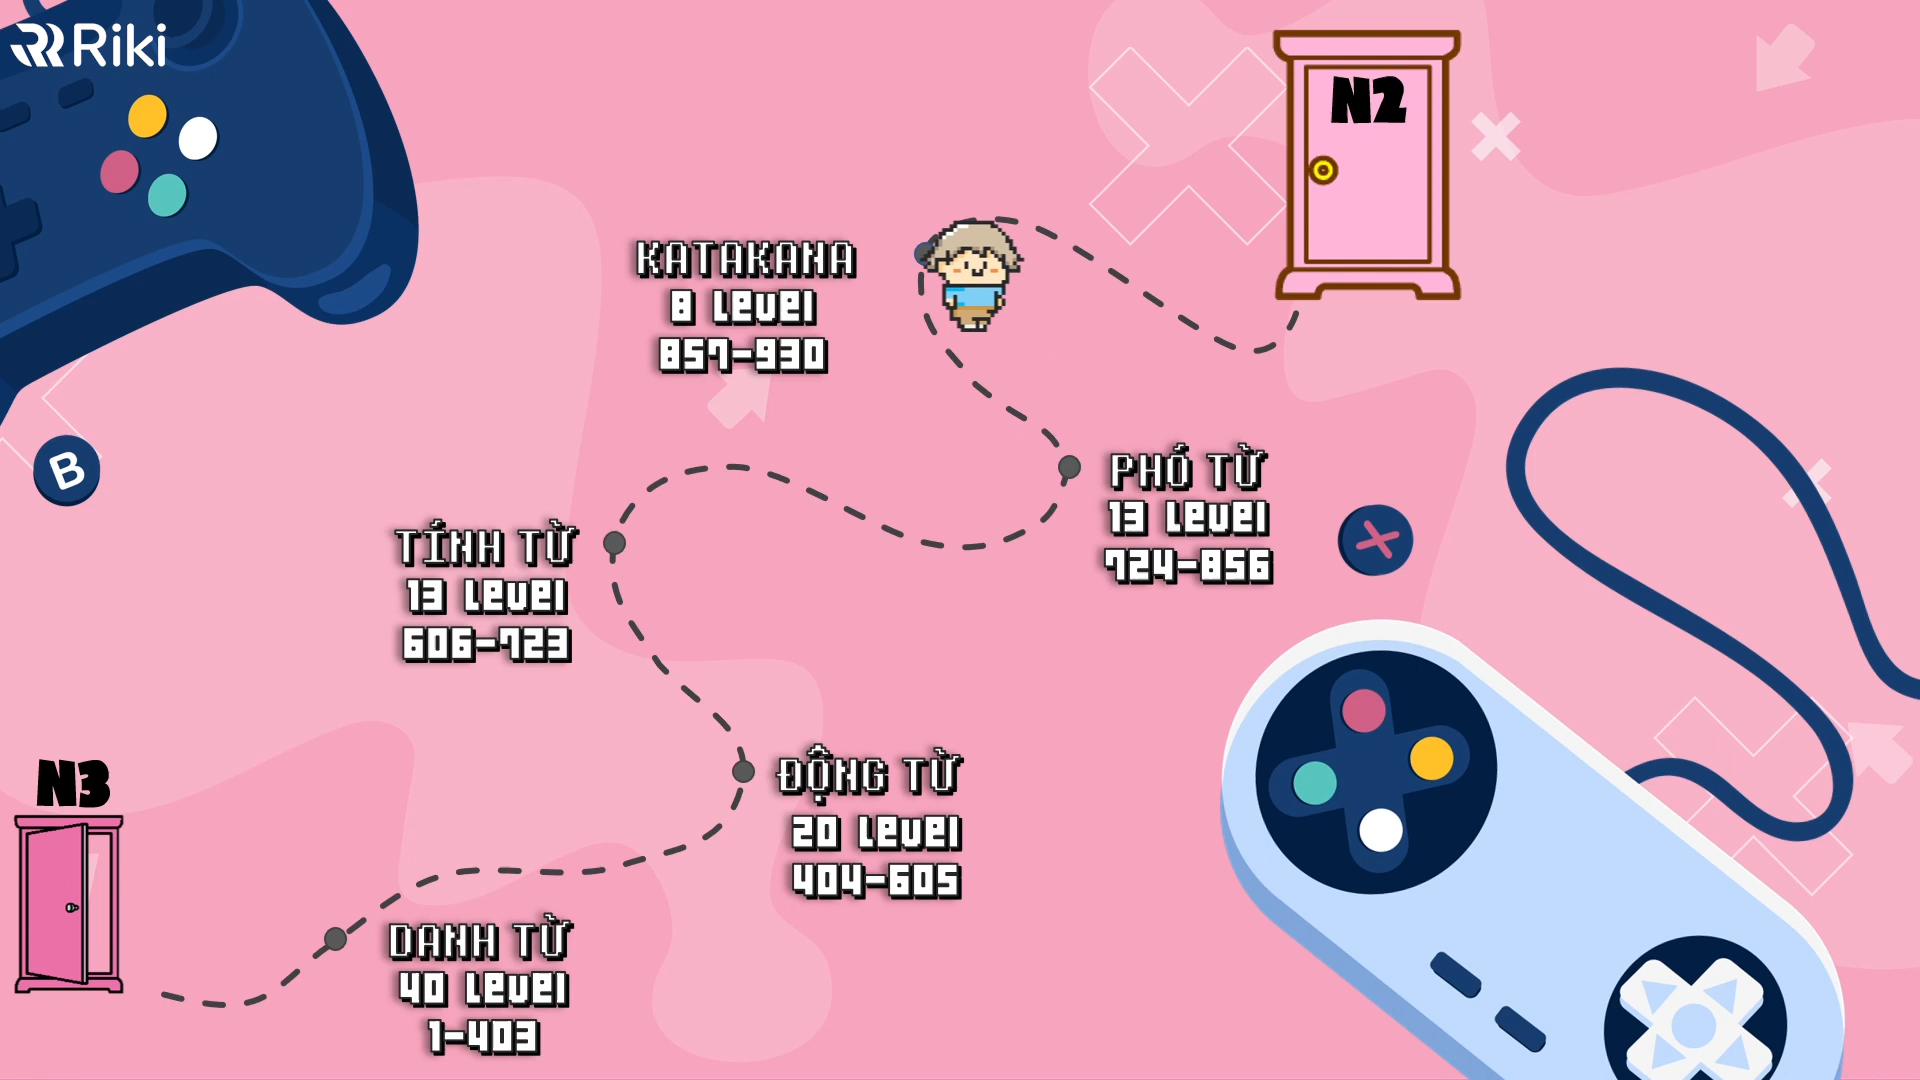 Riki
N2
KATAKANA
8 level
857-930
B
PHÓ TỪ
13 level
724-856
TÍNH TỪ
13 level
606-723
N3
ĐỘNG TỪ
20 level
404-605
DANH TỪ
40 level
1-403